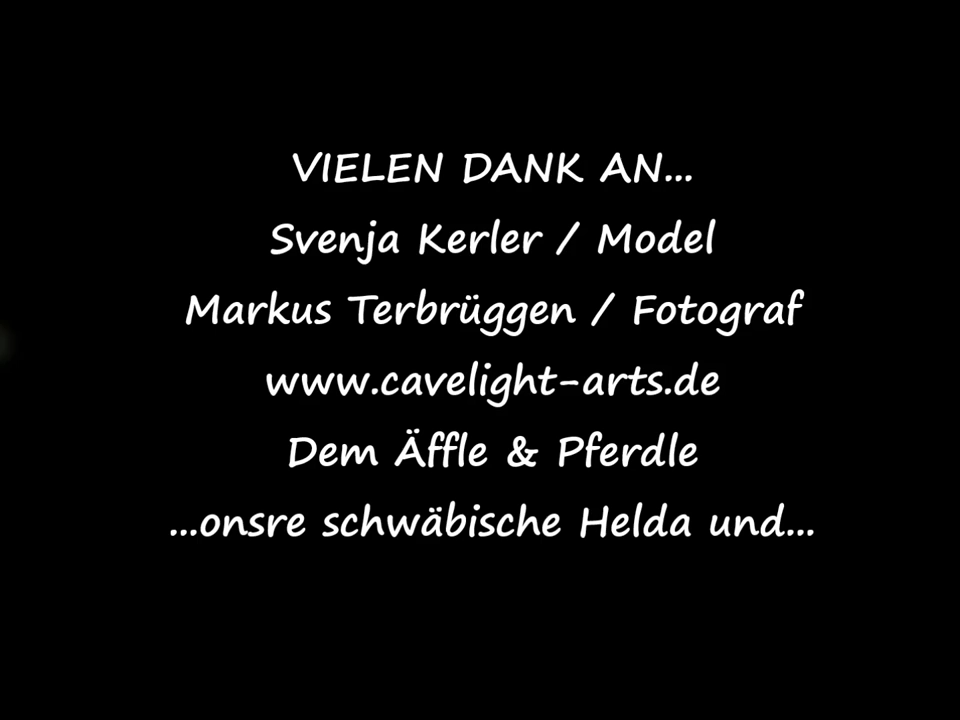 VIELEN DANK AN...
Svenja Kerler / Model
Markus Terbrüggen / Fotograf
www.cavelight-arts.de
Dem Äffle & Pferdle
...onsre schwäbische Helda und...